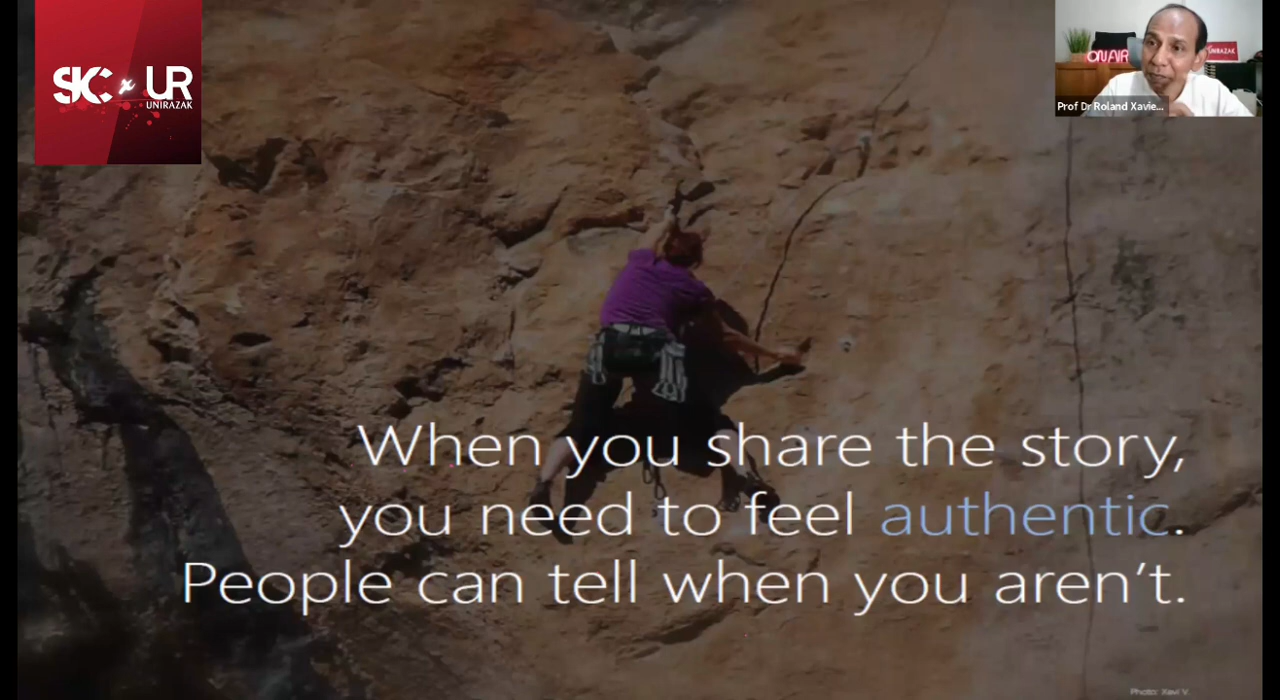 SKC x UR
UNIRAZAK
ON AIR
UNIRAZAK
Prof Dr Roland Xavie...
When you share the story,
you need to feel authentic.
People can tell when you aren't.
Photo: Xavi V.